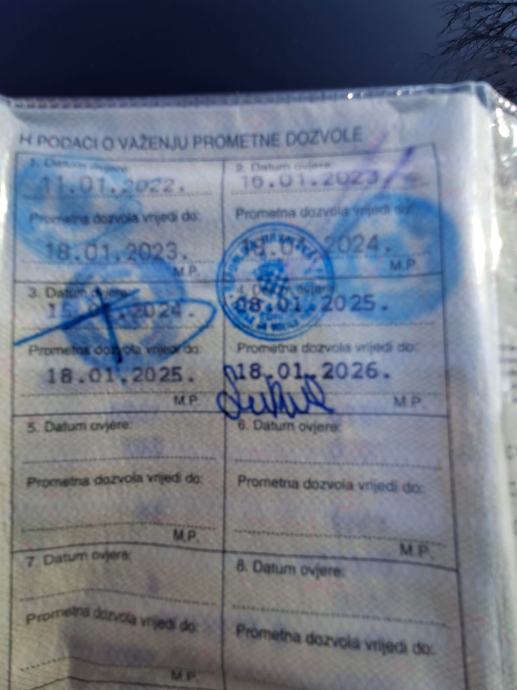 H PODACI O VAŽENJU PROMETNE DOZVOLE
1. Datum ovjere:
11.01.2022.
Prometna dozvola vrijedi do:
18.01.2023.
M.P.
2. Datum ovjere:
16.01.2023.
Prometna dozvola vrijedi do:
2024.
M.P.
3. Datum ovjere:
2024.
Prometna dozvola vrijedi do:
18.01.2025.
M.P.
4. Datum ovjere:
08.01.2025.
Prometna dozvola vrijedi do:
18.01.2026.
M.P.
5. Datum ovjere:
Prometna dozvola vrijedi do:
M.P.
6. Datum ovjere:
Prometna dozvola vrijedi do:
M.P.
7. Datum ovjere:
Prometna dozvola vrijedi do:
M.P.
8. Datum ovjere:
Prometna dozvola vrijedi do: